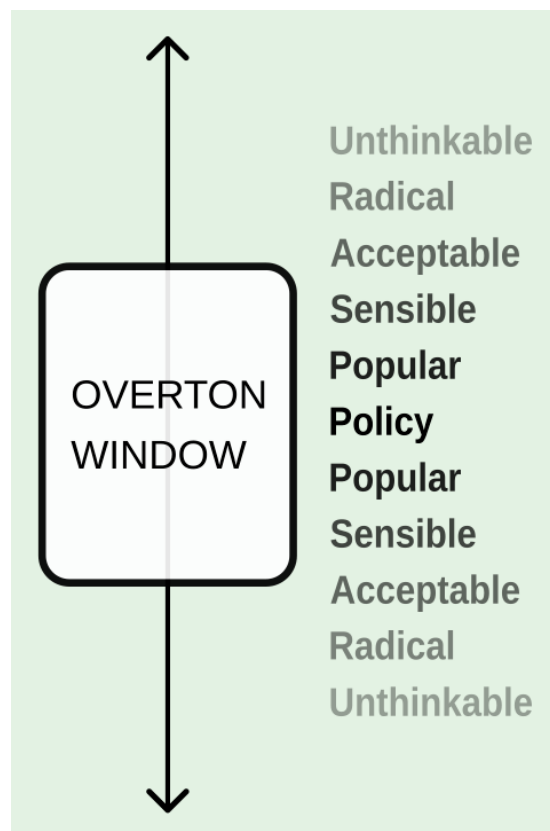 OVERTON
WINDOW
Unthinkable
Radical
Acceptable
Sensible
Popular
Policy
Popular
Sensible
Acceptable
Radical
Unthinkable